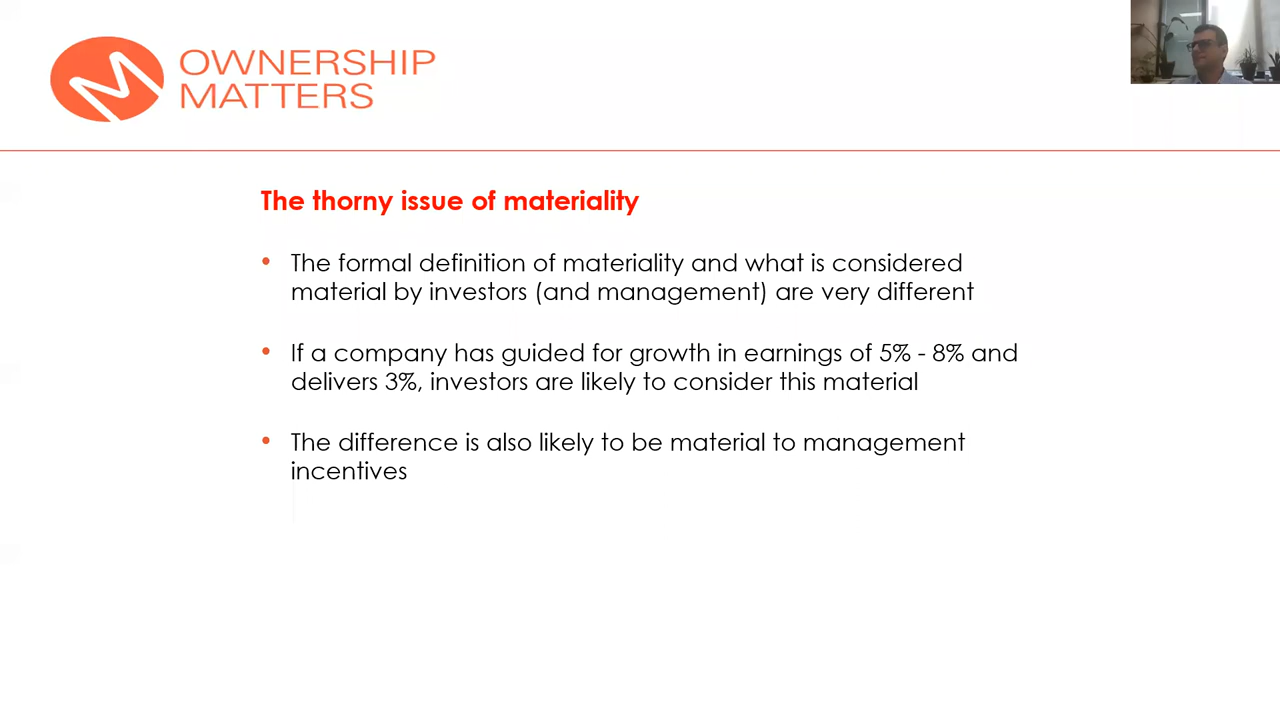 OWNERSHIP
MATTERS
The thorny issue of materiality
• The formal definition of materiality and what is considered
material by investors (and management) are very different
• If a company has guided for growth in earnings of 5% - 8% and
delivers 3%, investors are likely to consider this material
• The difference is also likely to be material to management
incentives